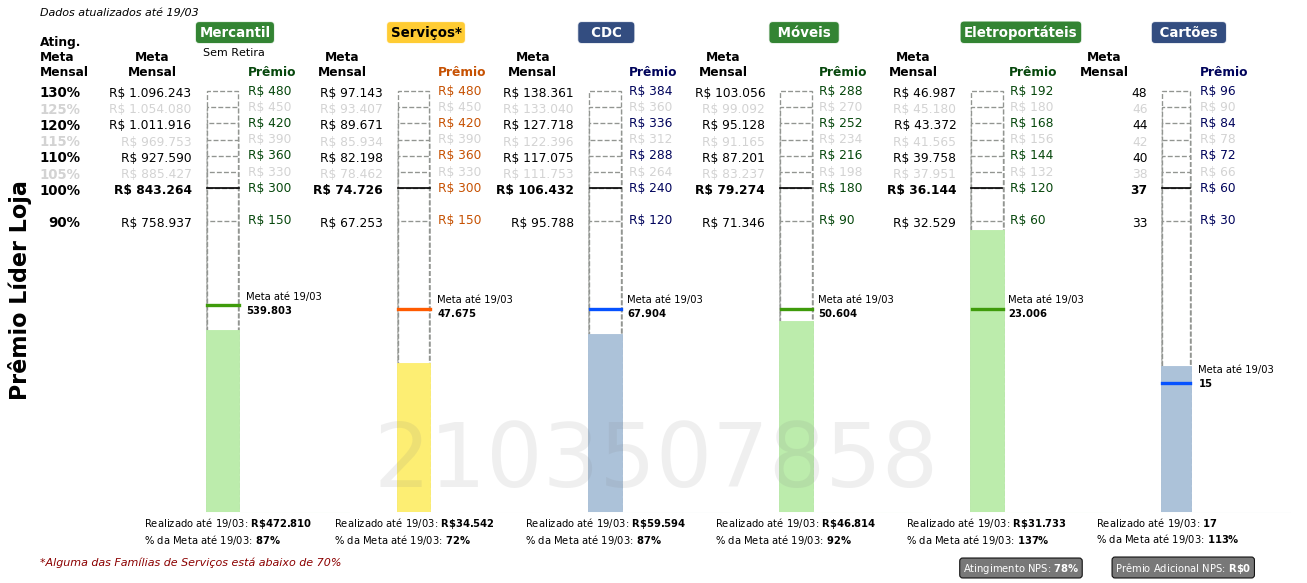 Dados atualizados até 19/03
Mercantil Serviços* CDC Móveis Eletroportáteis Cartões
Sem Retira
Ating. Meta Mensal Meta Mensal Prêmio Meta Mensal Prêmio Meta Mensal Prêmio Meta Mensal Prêmio Meta Mensal Prêmio Meta Mensal Prêmio
130% R$ 1.096.243 R$ 480 R$ 97.143 R$ 480 R$ 138.361 R$ 384 R$ 103.056 R$ 288 R$ 46.987 R$ 192 48 R$ 96
125% R$ 1.054.080 R$ 450 R$ 93.407 R$ 450 R$ 133.040 R$ 360 R$ 99.092 R$ 270 R$ 45.180 R$ 180 46 R$ 90
120% R$ 1.011.916 R$ 420 R$ 89.671 R$ 420 R$ 127.718 R$ 336 R$ 95.128 R$ 252 R$ 43.372 R$ 168 44 R$ 84
115% R$ 969.753 R$ 390 R$ 85.934 R$ 390 R$ 122.396 R$ 312 R$ 91.165 R$ 234 R$ 41.565 R$ 156 42 R$ 78
110% R$ 927.590 R$ 360 R$ 82.198 R$ 360 R$ 117.075 R$ 288 R$ 87.201 R$ 216 R$ 39.758 R$ 144 40 R$ 72
105% R$ 885.427 R$ 330 R$ 78.462 R$ 330 R$ 111.753 R$ 264 R$ 83.237 R$ 198 R$ 37.951 R$ 132 38 R$ 66
100% R$ 843.264 R$ 300 R$ 74.726 R$ 300 R$ 106.432 R$ 240 R$ 79.274 R$ 180 R$ 36.144 R$ 120 37 R$ 60
90% R$ 758.937 R$ 150 R$ 67.253 R$ 150 R$ 95.788 R$ 120 R$ 71.346 R$ 90 R$ 32.529 R$ 60 33 R$ 30
Prêmio Líder Loja
Meta até 19/03 Meta até 19/03 Meta até 19/03 Meta até 19/03 Meta até 19/03
539.803 47.675 67.904 50.604 23.006
Meta até 19/03
15
2103507858
Realizado até 19/03: R$472.810 Realizado até 19/03: R$34.542 Realizado até 19/03: R$59.594 Realizado até 19/03: R$46.814 Realizado até 19/03: R$31.733 Realizado até 19/03: 17
% da Meta até 19/03: 87% % da Meta até 19/03: 72% % da Meta até 19/03: 87% % da Meta até 19/03: 92% % da Meta até 19/03: 137% % da Meta até 19/03: 113%
*Alguma das Famílias de Serviços está abaixo de 70%
Atingimento NPS: 78% Prêmio Adicional NPS: R$0